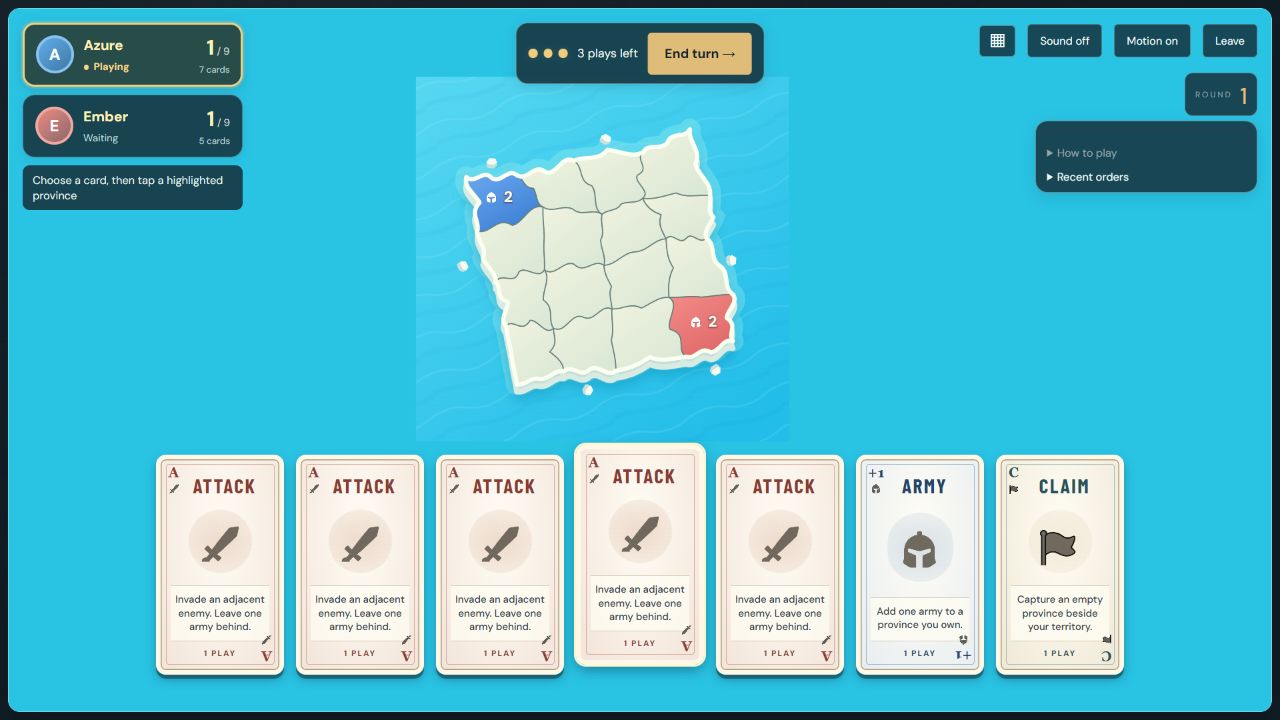 A
Azure
Playing
1 / 9
7 cards
E
Ember
Waiting
1 / 9
5 cards
Choose a card, then tap a highlighted
province
3 plays left
End turn →
Sound off
Motion on
Leave
ROUND 1
How to play
Recent orders
2
2
A
ATTACK
Invade an adjacent
enemy. Leave one
army behind.
1 PLAY
A
A
ATTACK
Invade an adjacent
enemy. Leave one
army behind.
1 PLAY
A
A
ATTACK
Invade an adjacent
enemy. Leave one
army behind.
1 PLAY
A
A
ATTACK
Invade an adjacent
enemy. Leave one
army behind.
1 PLAY
A
A
ATTACK
Invade an adjacent
enemy. Leave one
army behind.
1 PLAY
A
+1
ARMY
Add one army to a
province you own.
1 PLAY
+1
C
CLAIM
Capture an empty
province beside
your territory.
1 PLAY
C